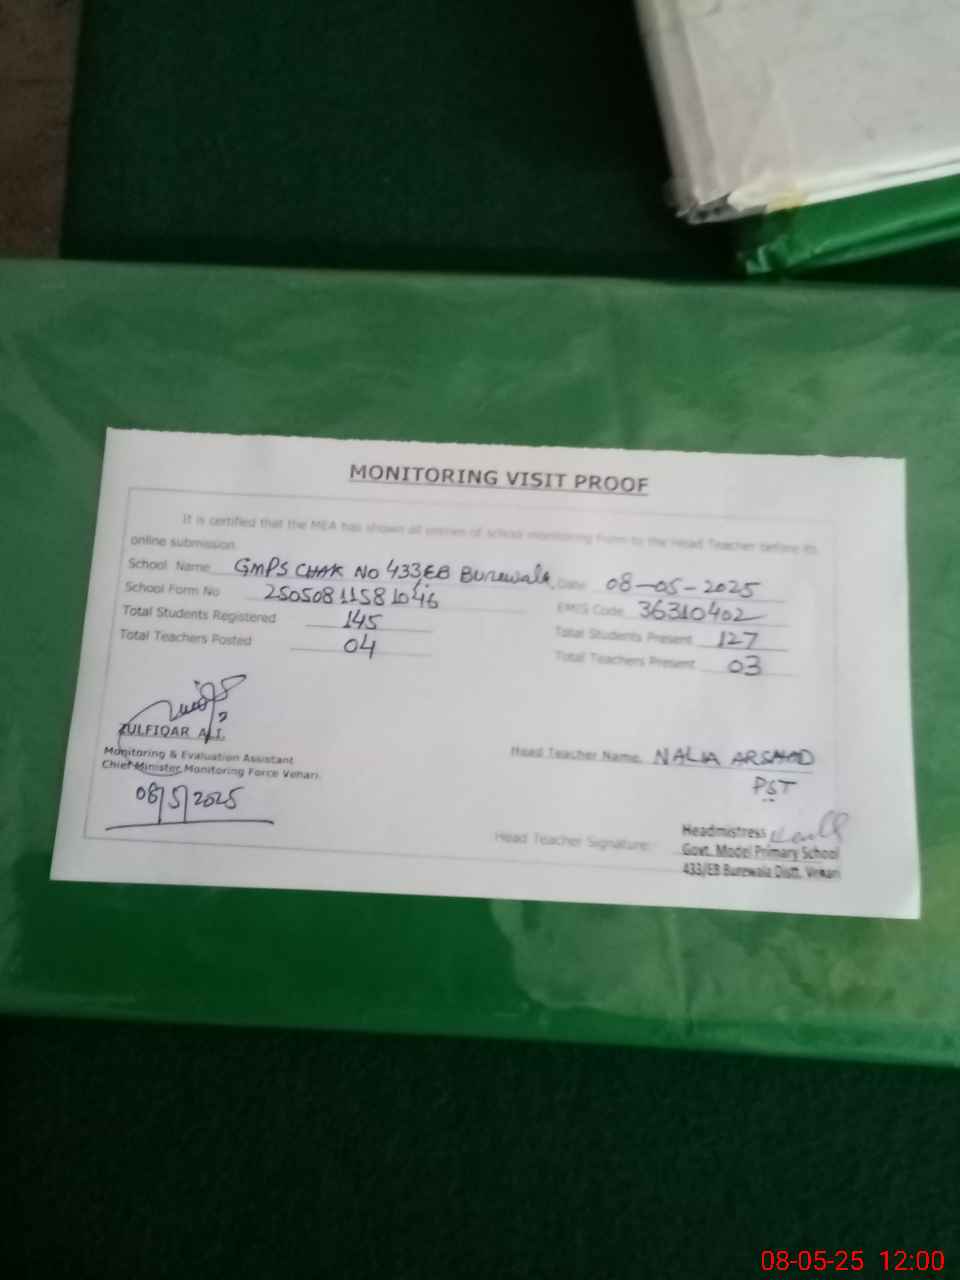 MONITORING VISIT PROOF
It is certified that the MEA has shown all entries of school monitoring Form to the Head Teacher before its
online submission.
School Name GMPS CHAK NO 433/EB Burewala Date 08-05-2025
School Form No 2505081158 1046 EMIS Code 36310402
Total Students Registered 145 Total Students Present 127
Total Teachers Posted 04 Total Teachers Present 03
ZULFIQAR ALI
Monitoring & Evaluation Assistant
Chief Minister Monitoring Force Vehari.
08/5/2025
Head Teacher Name ARSHAD
PST
Head Teacher Signature:
Headmistress
Govt. Model Primary School
433/EB Burewala Distt. Vehari
08-05-25 12:00